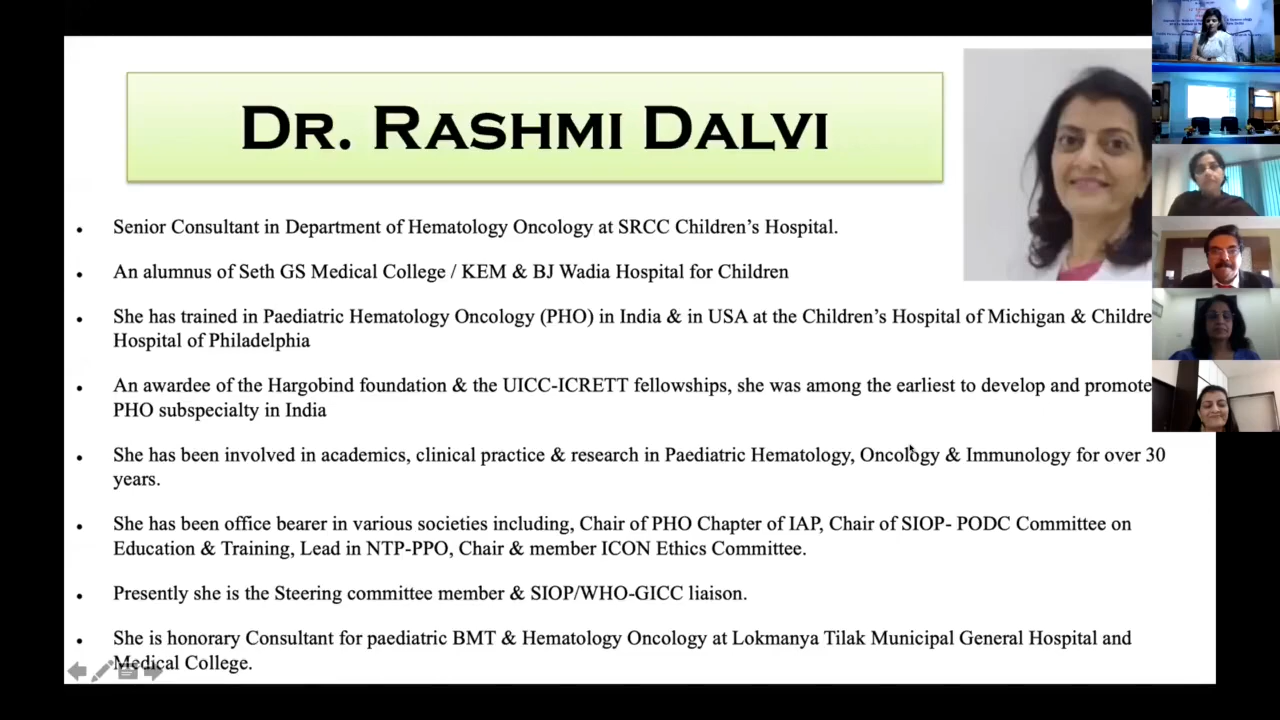 DR. RASHMI DALVI
• Senior Consultant in Department of Hematology Oncology at SRCC Children's Hospital.
• An alumnus of Seth GS Medical College / KEM & BJ Wadia Hospital for Children
• She has trained in Paediatric Hematology Oncology (PHO) in India & in USA at the Children's Hospital of Michigan & Childre
Hospital of Philadelphia
• An awardee of the Hargobind foundation & the UICC-ICRETT fellowships, she was among the earliest to develop and promote
PHO subspecialty in India
• She has been involved in academics, clinical practice & research in Paediatric Hematology, Oncology & Immunology for over 30
years.
• She has been office bearer in various societies including, Chair of PHO Chapter of IAP, Chair of SIOP- PODC Committee on
Education & Training, Lead in NTP-PPO, Chair & member ICON Ethics Committee.
• Presently she is the Steering committee member & SIOP/WHO-GICC liaison.
• She is honorary Consultant for paediatric BMT & Hematology Oncology at Lokmanya Tilak Municipal General Hospital and
Medical College.